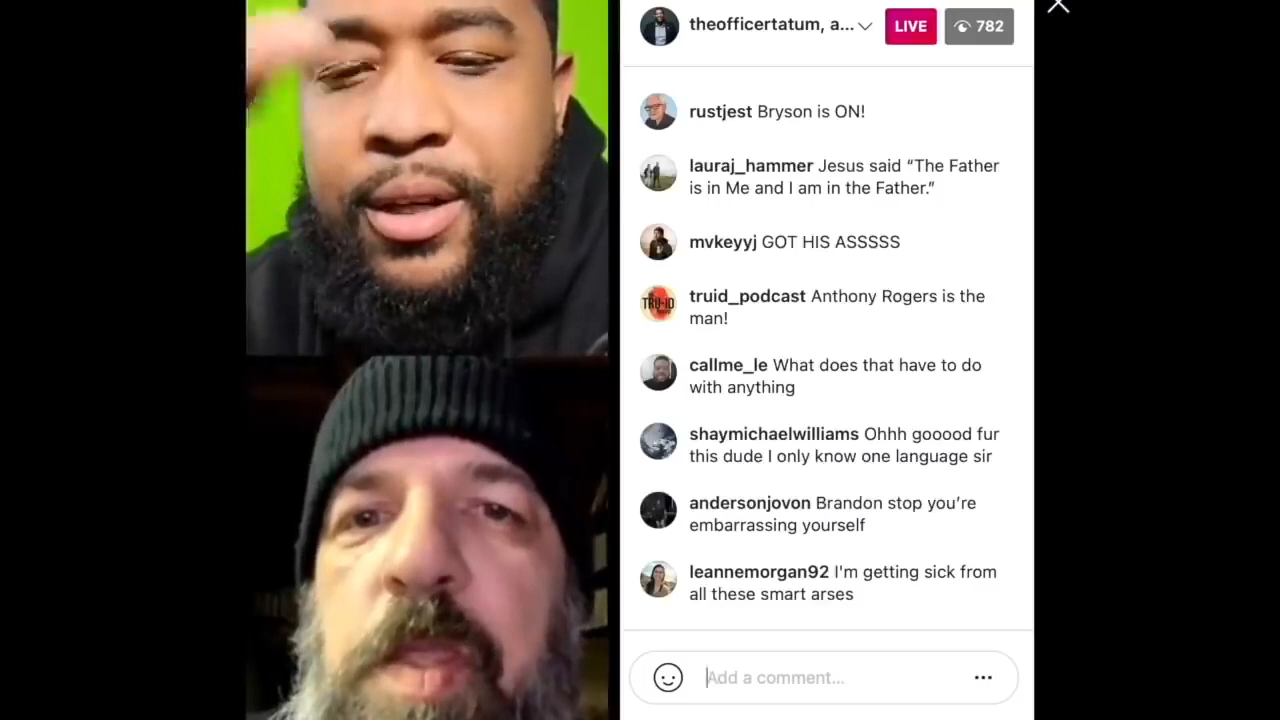 theofficertatum, a...
LIVE
782
rustjest Bryson is ON!
lauraj_hammer Jesus said “The Father
is in Me and I am in the Father.”
mvkeyyj GOT HIS ASSSSS
TRU-ID
truid_podcast Anthony Rogers is the
man!
callme_le What does that have to do
with anything
shaymichaelwilliams Ohhh gooood fur
this dude I only know one language sir
andersonjovon Brandon stop you’re
embarrassing yourself
leannemorgan92 I'm getting sick from
all these smart arses
Add a comment...